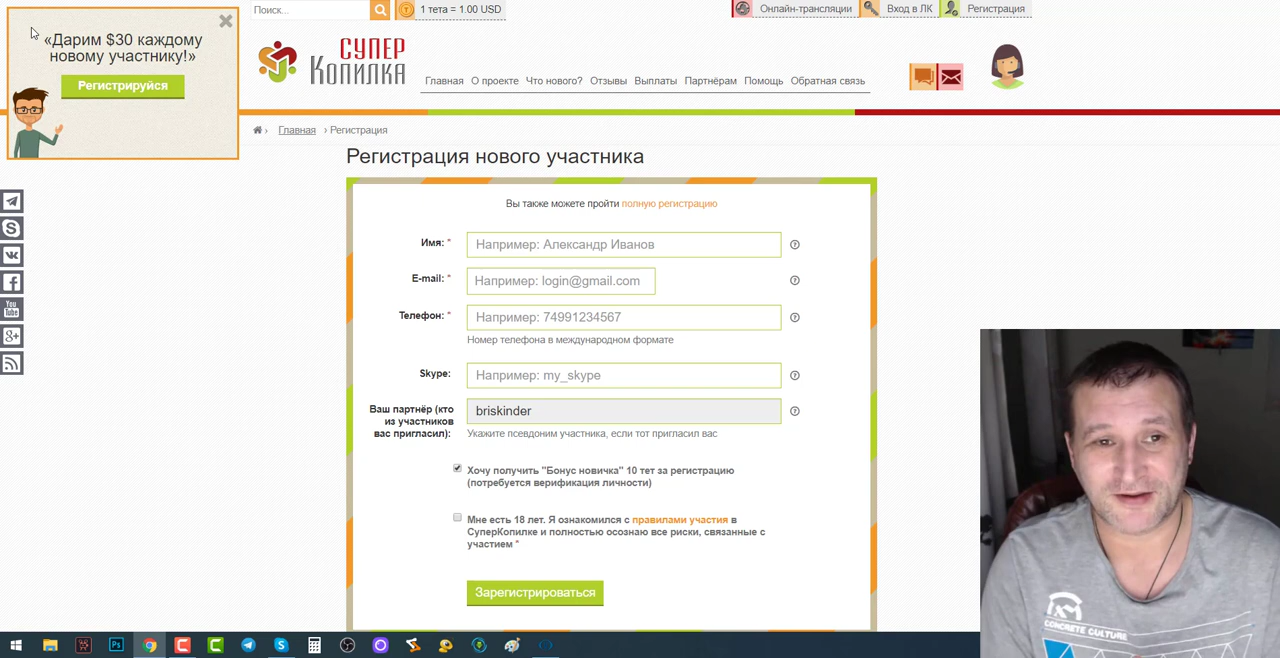 Поиск...
1 тета = 1.00 USD
Онлайн-трансляции
Вход в ЛК
Регистрация
«Дарим $30 каждому
новому участнику!»
Регистрируйся
СУПЕР
Копилка
Главная О проекте Что нового? Отзывы Выплаты Партнёрам Помощь Обратная связь
› Главная › Регистрация
Регистрация нового участника
Вы также можете пройти полную регистрацию
Имя: * Например: Александр Иванов
E-mail: * Например: login@gmail.com
Телефон: * Например: 74991234567
Номер телефона в международном формате
Skype: Например: my_skype
Ваш партнёр (кто
из участников
вас пригласил):
briskinder
Укажите псевдоним участника, если тот пригласил вас
Хочу получить "Бонус новичка" 10 тет за регистрацию
(потребуется верификация личности)
Мне есть 18 лет. Я ознакомился с правилами участия в
СуперКопилке и полностью осознаю все риски, связанные с
участием *
Зарегистрироваться
You
Tube
g+
Ps
CONCRETE CULTURE